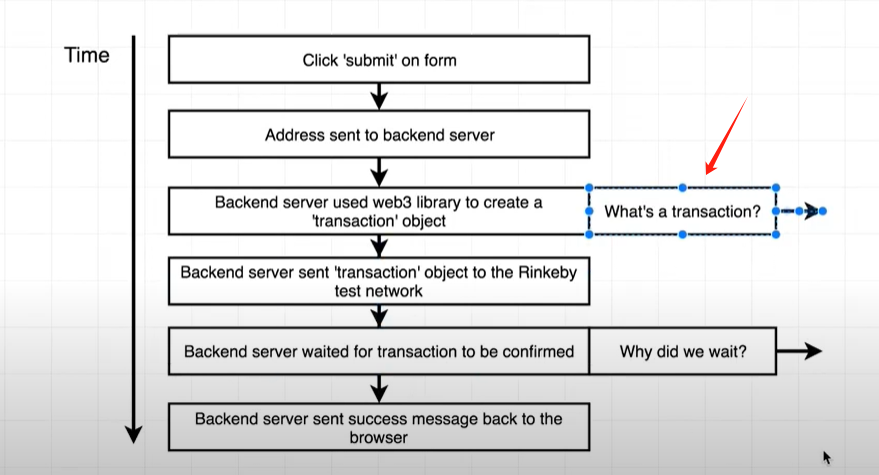 Time
Click 'submit' on form
Address sent to backend server
Backend server used web3 library to create a
'transaction' object
What's a transaction?
Backend server sent 'transaction' object to the Rinkeby
test network
Backend server waited for transaction to be confirmed
Why did we wait?
Backend server sent success message back to the
browser